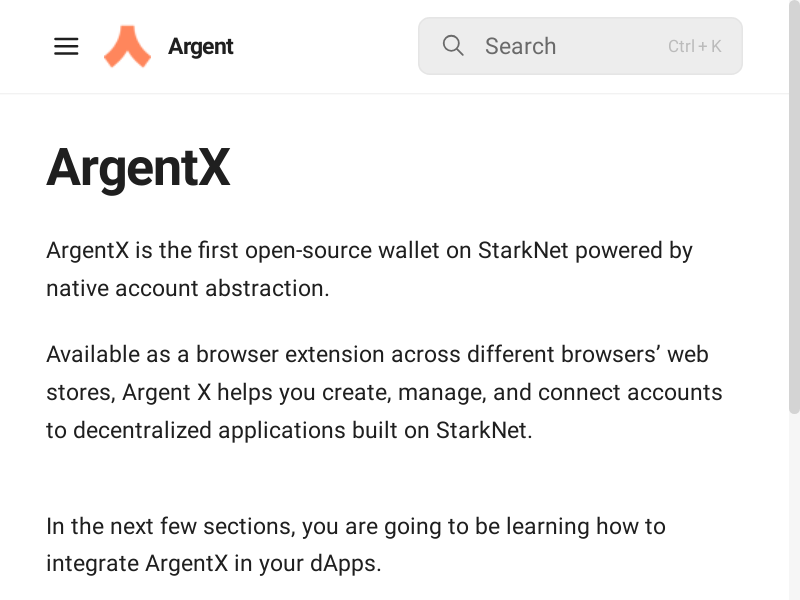 Argent
Search
Ctrl + K
ArgentX
ArgentX is the first open-source wallet on StarkNet powered by
native account abstraction.
Available as a browser extension across different browsers’ web
stores, Argent X helps you create, manage, and connect accounts
to decentralized applications built on StarkNet.
In the next few sections, you are going to be learning how to
integrate ArgentX in your dApps.